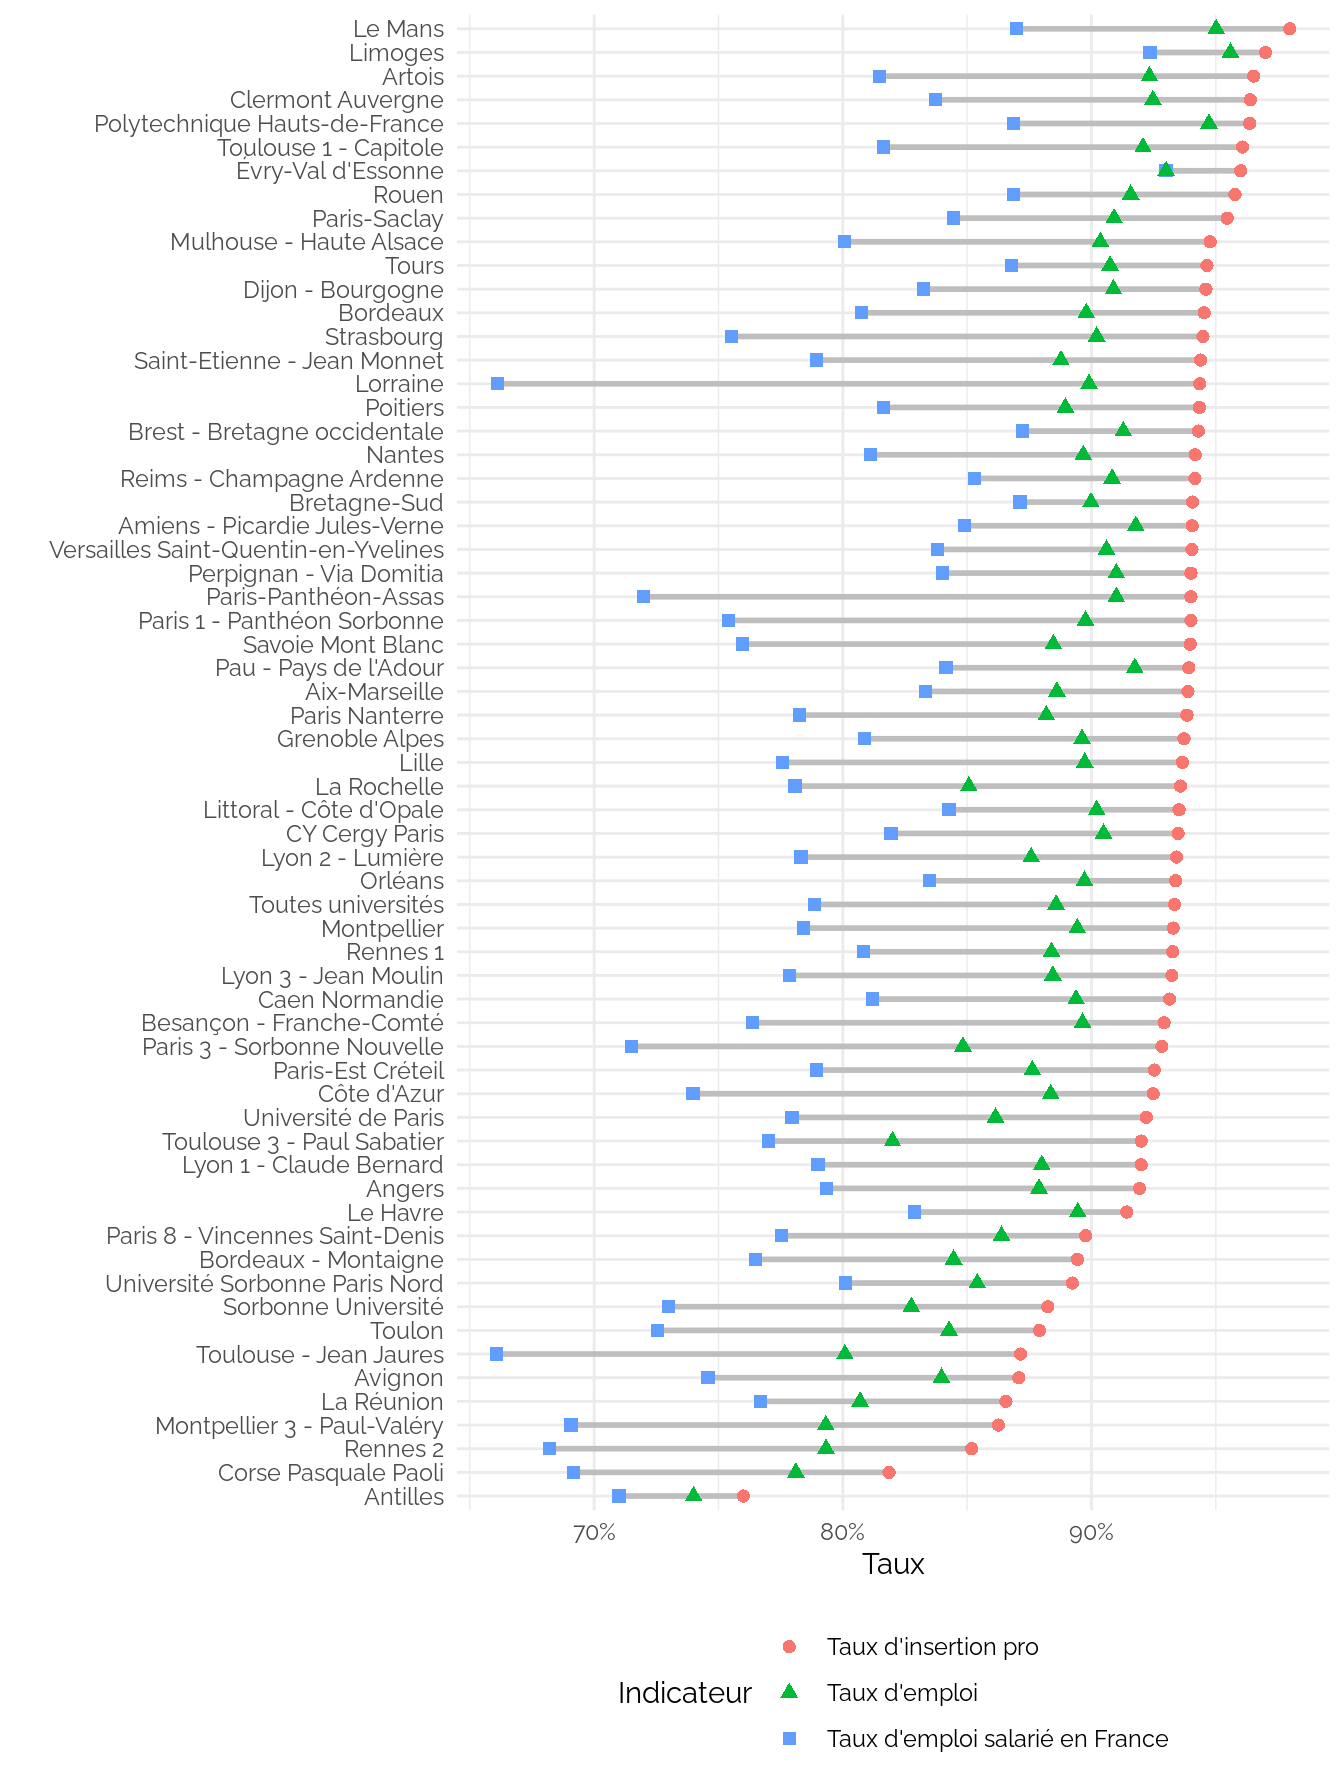 Le Mans
Limoges
Artois
Clermont Auvergne
Polytechnique Hauts-de-France
Toulouse 1 - Capitole
Évry-Val d'Essonne
Rouen
Paris-Saclay
Mulhouse - Haute Alsace
Tours
Dijon - Bourgogne
Bordeaux
Strasbourg
Saint-Etienne - Jean Monnet
Lorraine
Poitiers
Brest - Bretagne occidentale
Nantes
Reims - Champagne Ardenne
Bretagne-Sud
Amiens - Picardie Jules-Verne
Versailles Saint-Quentin-en-Yvelines
Perpignan - Via Domitia
Paris-Panthéon-Assas
Paris 1 - Panthéon Sorbonne
Savoie Mont Blanc
Pau - Pays de l'Adour
Aix-Marseille
Paris Nanterre
Grenoble Alpes
Lille
La Rochelle
Littoral - Côte d'Opale
CY Cergy Paris
Lyon 2 - Lumière
Orléans
Toutes universités
Montpellier
Rennes 1
Lyon 3 - Jean Moulin
Caen Normandie
Besançon - Franche-Comté
Paris 3 - Sorbonne Nouvelle
Paris-Est Créteil
Côte d'Azur
Université de Paris
Toulouse 3 - Paul Sabatier
Lyon 1 - Claude Bernard
Angers
Le Havre
Paris 8 - Vincennes Saint-Denis
Bordeaux - Montaigne
Université Sorbonne Paris Nord
Sorbonne Université
Toulon
Toulouse - Jean Jaures
Avignon
La Réunion
Montpellier 3 - Paul-Valéry
Rennes 2
Corse Pasquale Paoli
Antilles
70% 80% 90%
Taux
Indicateur
Taux d'insertion pro
Taux d'emploi
Taux d'emploi salarié en France